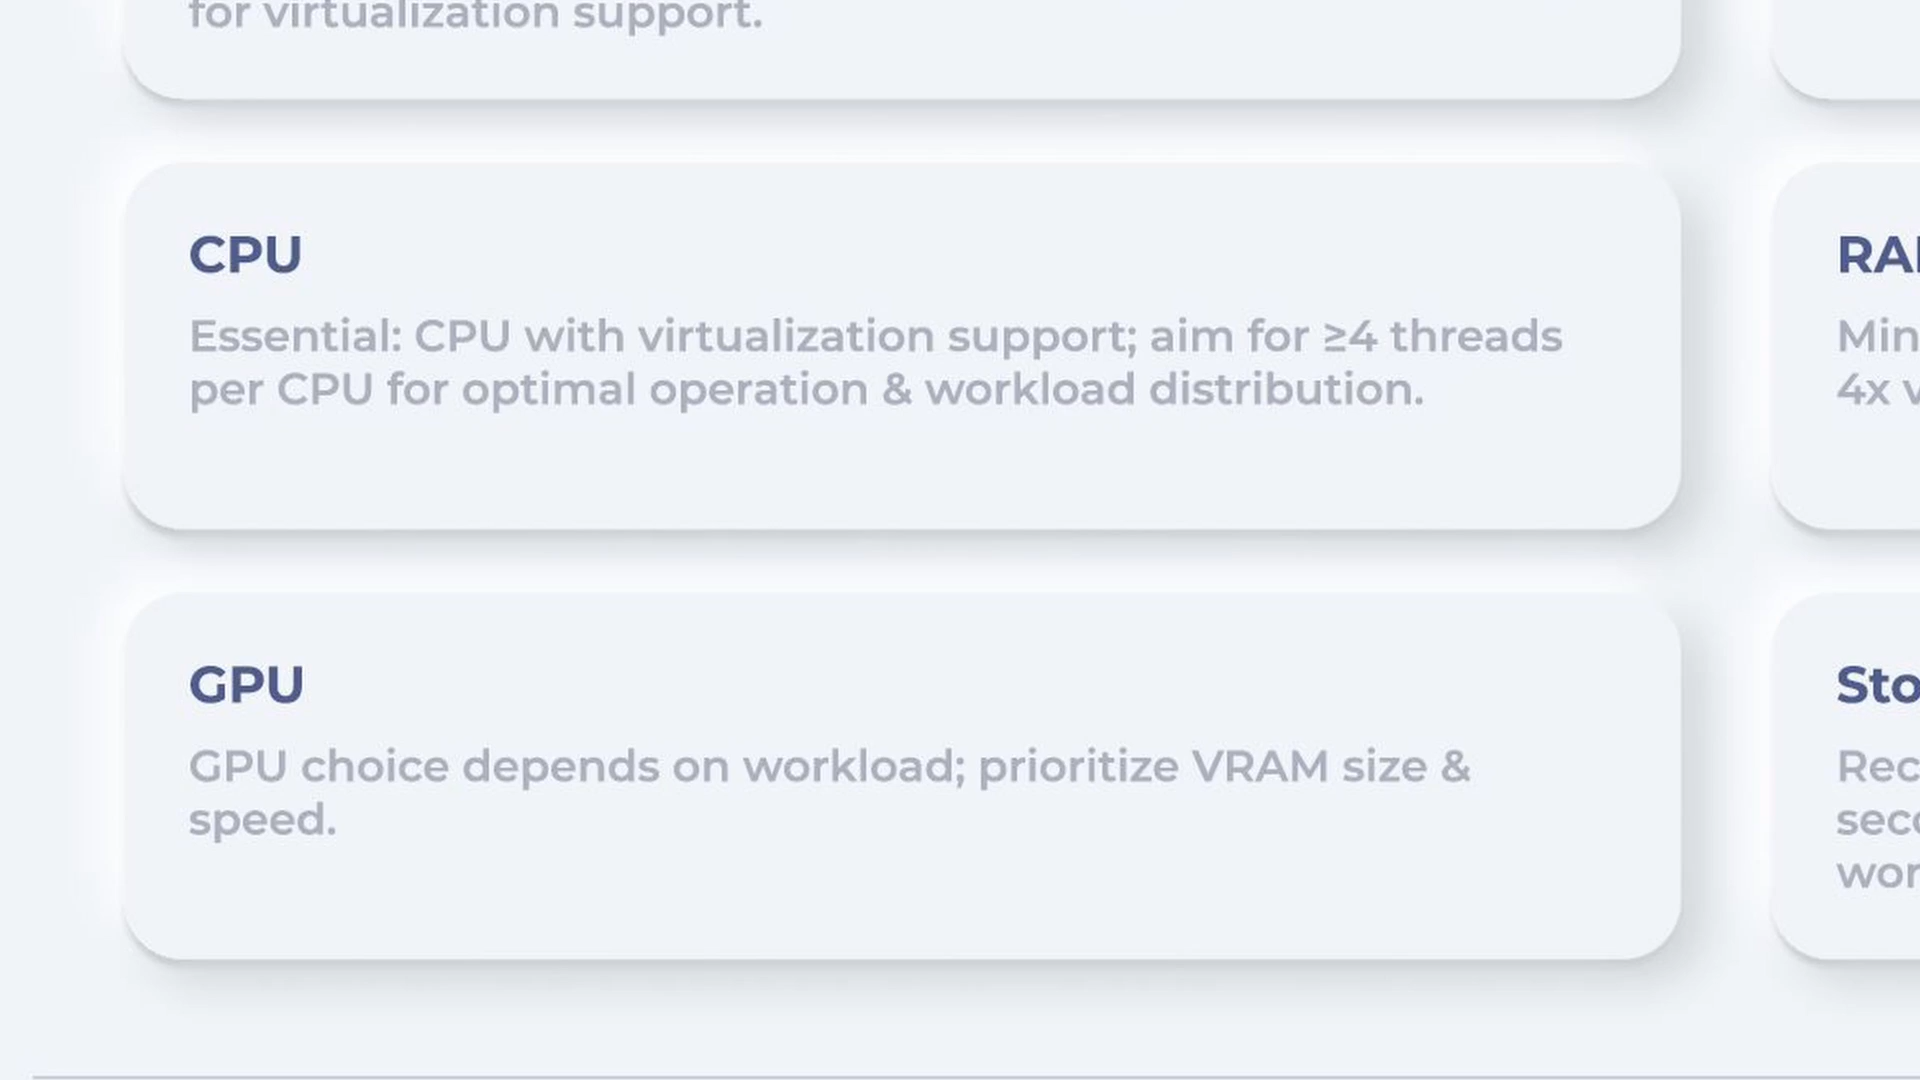 for virtualization support.
CPU
Essential: CPU with virtualization support; aim for ≥4 threads
per CPU for optimal operation & workload distribution.
GPU
GPU choice depends on workload; prioritize VRAM size &
speed.
4x